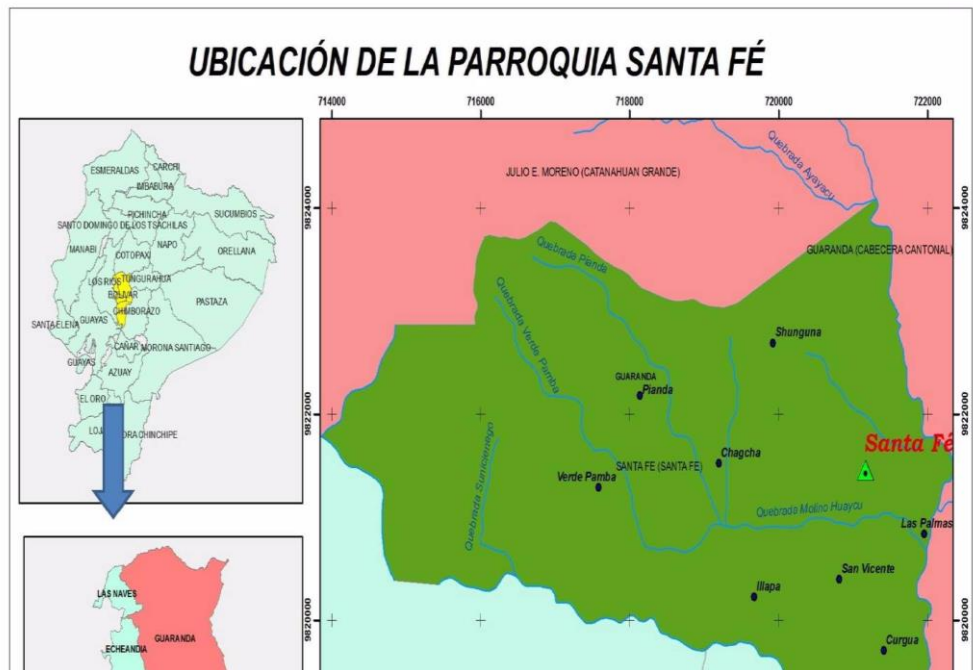 UBICACIÓN DE LA PARROQUIA SANTA FÉ
714000 716000 718000 720000 722000
ESMERALDAS
CARCHI
IMBABURA
PICHINCHA
SUCUMBIOS
SANTO DOMINGO DE LOS TSACHILAS
MANABI
NAPO
ORELLANA
COTOPAXI
LOS RIOS
TUNGURAHUA
BOLIVAR
PASTAZA
CHIMBORAZO
GUAYAS
SANTA ELENA
CAÑAR
MORONA SANTIAGO
GUAYAS
AZUAY
EL ORO
LOJ
ORA CHINCHIPE
LAS NAVES
GUARANDA
ECHEANDIA
Quebrada Ayayacu
JULIO E. MORENO (CATANAHUAN GRANDE)
9824000
9824000
GUARANDA (CABECERA CANTONAL)
Quebrada Pianda
Quebrada Verde Pamba
Shunguna
GUARANDA
Pianda
9822000
9822000
Santa Fé
Chagcha
SANTA FE (SANTA FE)
Verde Pamba
Quebrada Molino Huaycu
Las Palmas
San Vicente
Illapa
9820000
9820000
Curgua